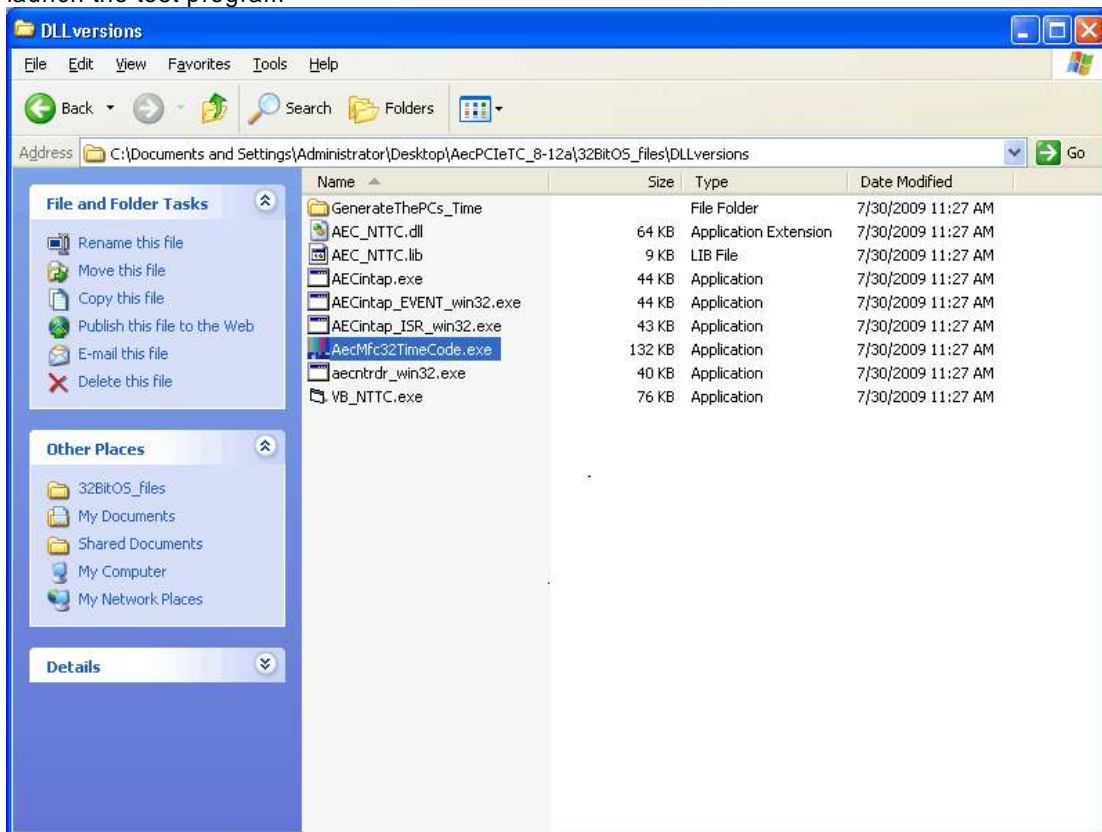 launch the test program
DLLversions
File Edit View Favorites Tools Help
Back Search Folders
Address C:\Documents and Settings\Administrator\Desktop\AecPCIeTC_8-12a\32BitOS_files\DLLversions Go
File and Folder Tasks
Rename this file
Move this file
Copy this file
Publish this file to the Web
E-mail this file
Delete this file
Other Places
32BitOS_files
My Documents
Shared Documents
My Computer
My Network Places
Details
Name Size Type Date Modified
GenerateThePCs_Time File Folder 7/30/2009 11:27 AM
AEC_NTTC.dll 64 KB Application Extension 7/30/2009 11:27 AM
AEC_NTTC.lib 9 KB LIB File 7/30/2009 11:27 AM
AECintap.exe 44 KB Application 7/30/2009 11:27 AM
AECintap_EVENT_win32.exe 44 KB Application 7/30/2009 11:27 AM
AECintap_ISR_win32.exe 43 KB Application 7/30/2009 11:27 AM
AecMfc32TimeCode.exe 132 KB Application 7/30/2009 11:27 AM
aecntrdr_win32.exe 40 KB Application 7/30/2009 11:27 AM
VB_NTTC.exe 76 KB Application 7/30/2009 11:27 AM